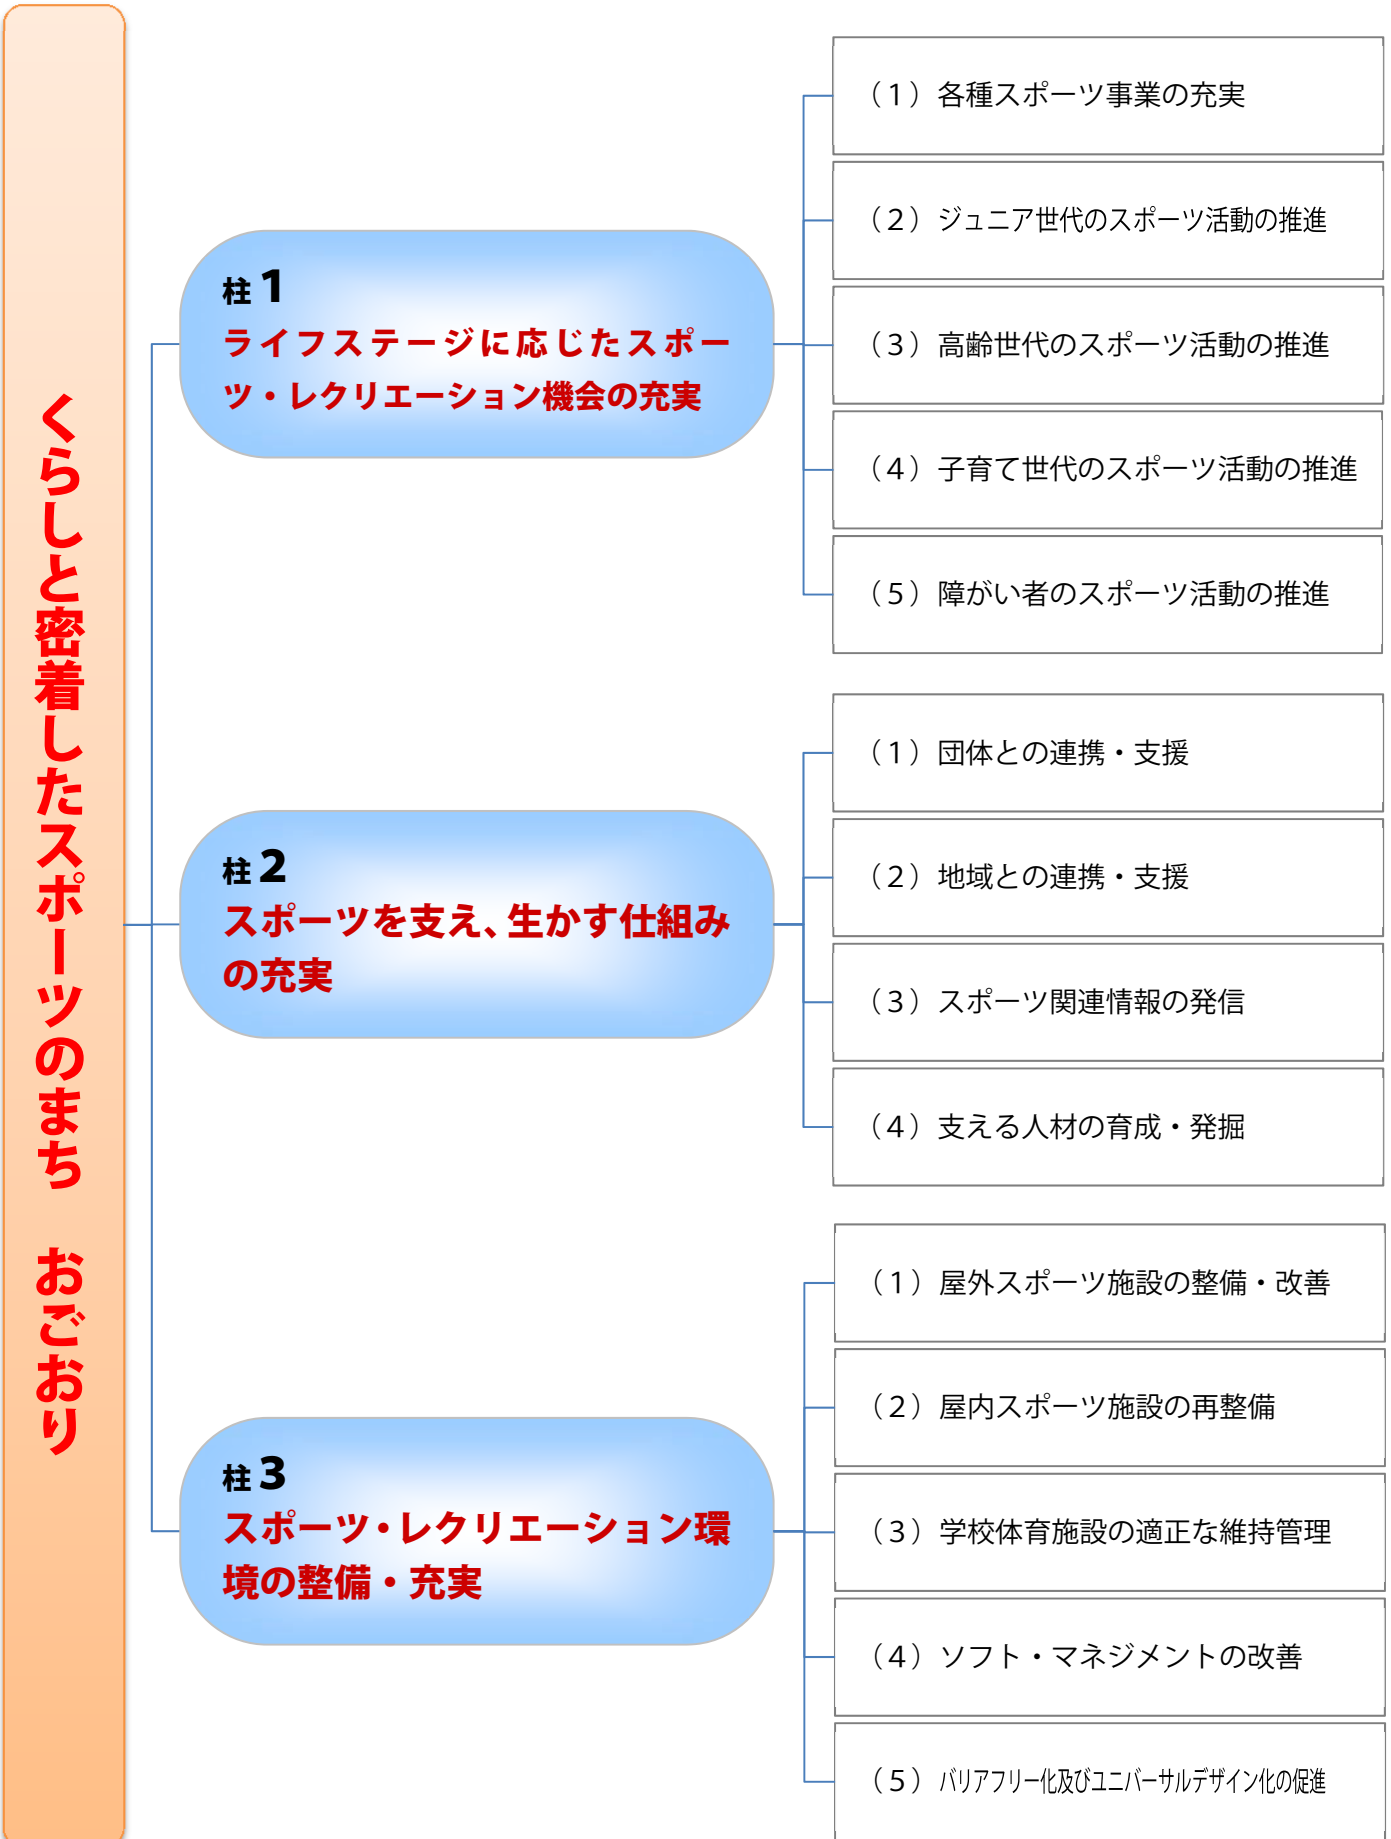 くらしと密着したスポーツのまち　おごおり
柱1
ライフステージに応じたスポー
ツ・レクリエーション機会の充実
（1）各種スポーツ事業の充実
（2）ジュニア世代のスポーツ活動の推進
（3）高齢世代のスポーツ活動の推進
（4）子育て世代のスポーツ活動の推進
（5）障がい者のスポーツ活動の推進
柱2
スポーツを支え、生かす仕組み
の充実
（1）団体との連携・支援
（2）地域との連携・支援
（3）スポーツ関連情報の発信
（4）支える人材の育成・発掘
柱3
スポーツ・レクリエーション環
境の整備・充実
（1）屋外スポーツ施設の整備・改善
（2）屋内スポーツ施設の再整備
（3）学校体育施設の適正な維持管理
（4）ソフト・マネジメントの改善
（5）バリアフリー化及びユニバーサルデザイン化の促進